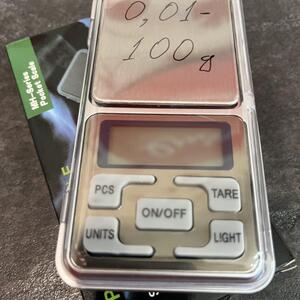 0,01-
100g
PCS
TARE
ON/OFF
UNITS
LIGHT
MH-Series
Pocket Scale